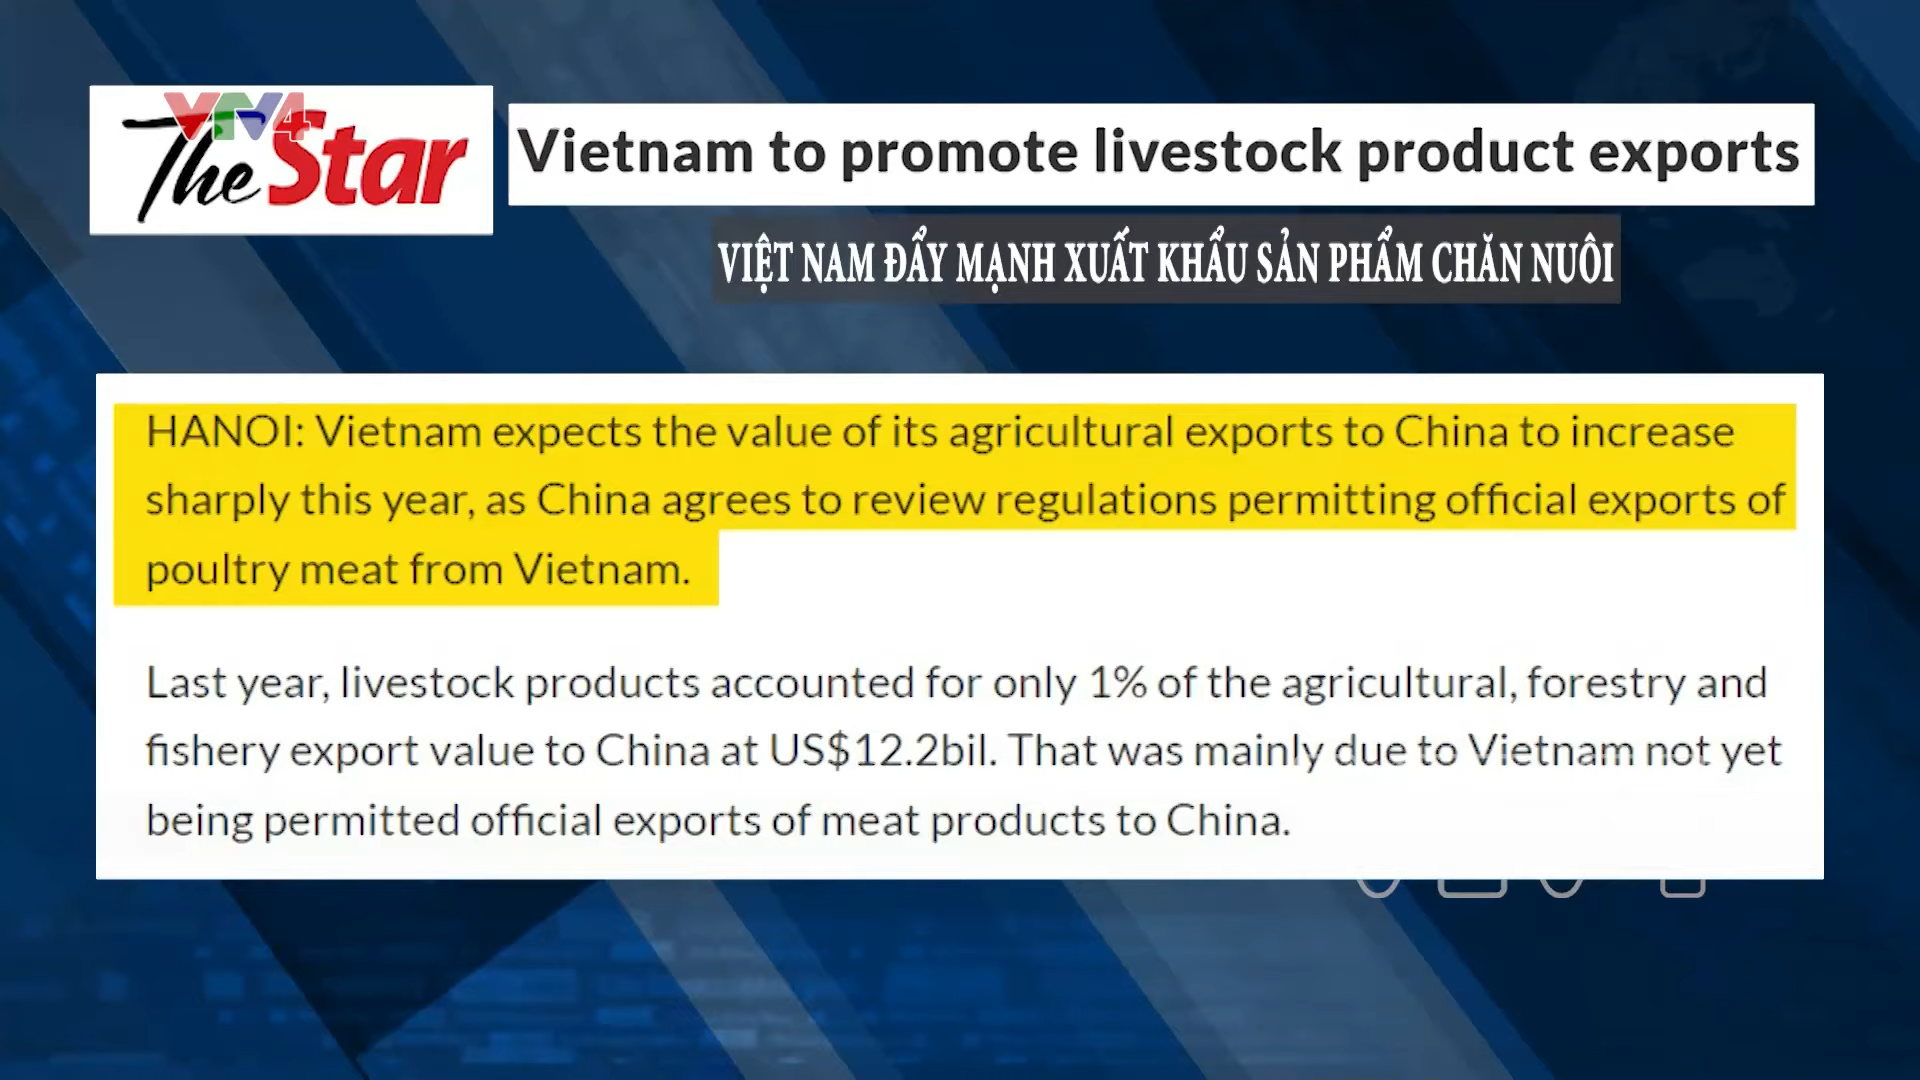 VTV4
The Star
Vietnam to promote livestock product exports
VIỆT NAM ĐẨY MẠNH XUẤT KHẨU SẢN PHẨM CHĂN NUÔI
HANOI: Vietnam expects the value of its agricultural exports to China to increase
sharply this year, as China agrees to review regulations permitting official exports of
poultry meat from Vietnam.
Last year, livestock products accounted for only 1% of the agricultural, forestry and
fishery export value to China at US$12.2bil. That was mainly due to Vietnam not yet
being permitted official exports of meat products to China.